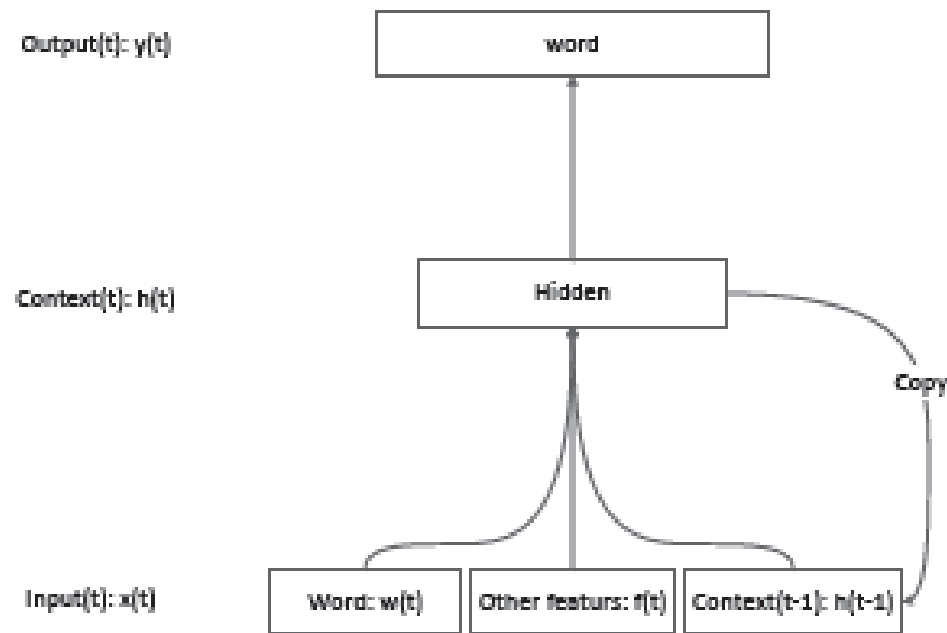 Output(t): y(t)
word
Context(t): h(t)
Hidden
Copy
Input(t): x(t)
Word: w(t)
Other featurs: f(t)
Context(t-1): h(t-1)